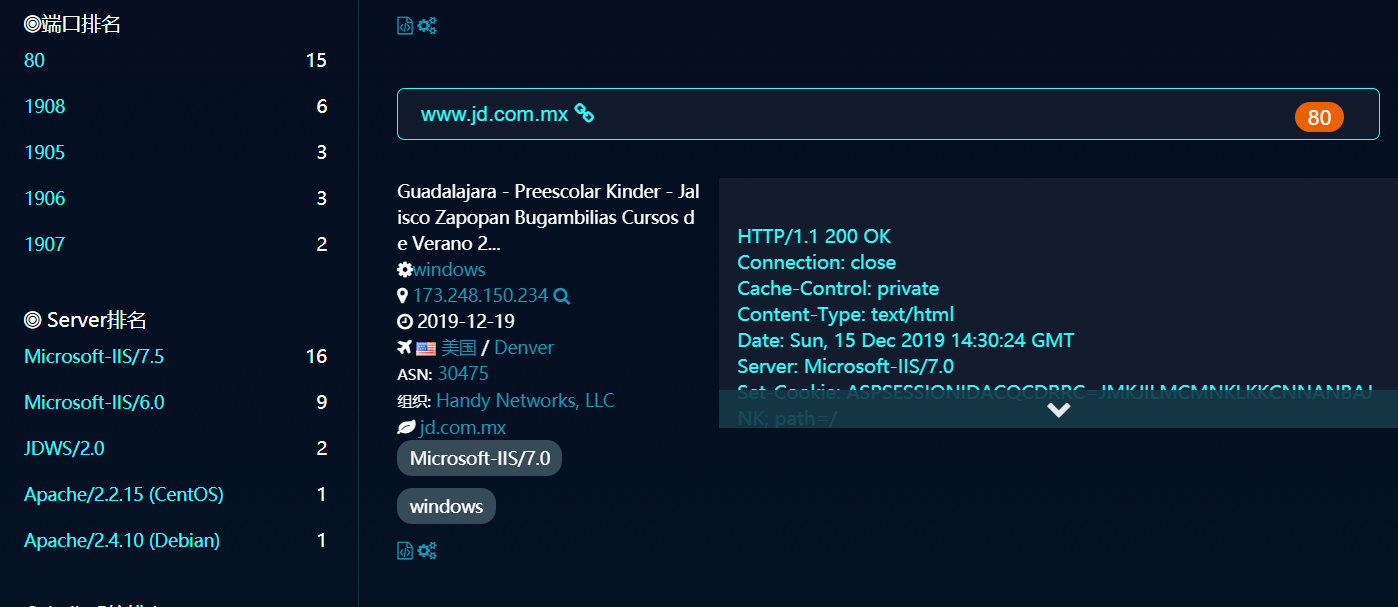 端口排名
80 15
1908 6
1905 3
1906 3
1907 2
Server排名
Microsoft-IIS/7.5 16
Microsoft-IIS/6.0 9
JDWS/2.0 2
Apache/2.2.15 (CentOS) 1
Apache/2.4.10 (Debian) 1
www.jd.com.mx 80
Guadalajara - Preescolar Kinder - Jal
isco Zapopan Bugambilias Cursos d
e Verano 2...
windows
173.248.150.234
2019-12-19
美国 / Denver
ASN: 30475
组织: Handy Networks, LLC
jd.com.mx
Microsoft-IIS/7.0
windows
HTTP/1.1 200 OK
Connection: close
Cache-Control: private
Content-Type: text/html
Date: Sun, 15 Dec 2019 14:30:24 GMT
Server: Microsoft-IIS/7.0
Set-Cookie: ASPSESSIONIDACQCDRRC=JMKJILMCMNKLKKCNNANBAJ
NK; path=/